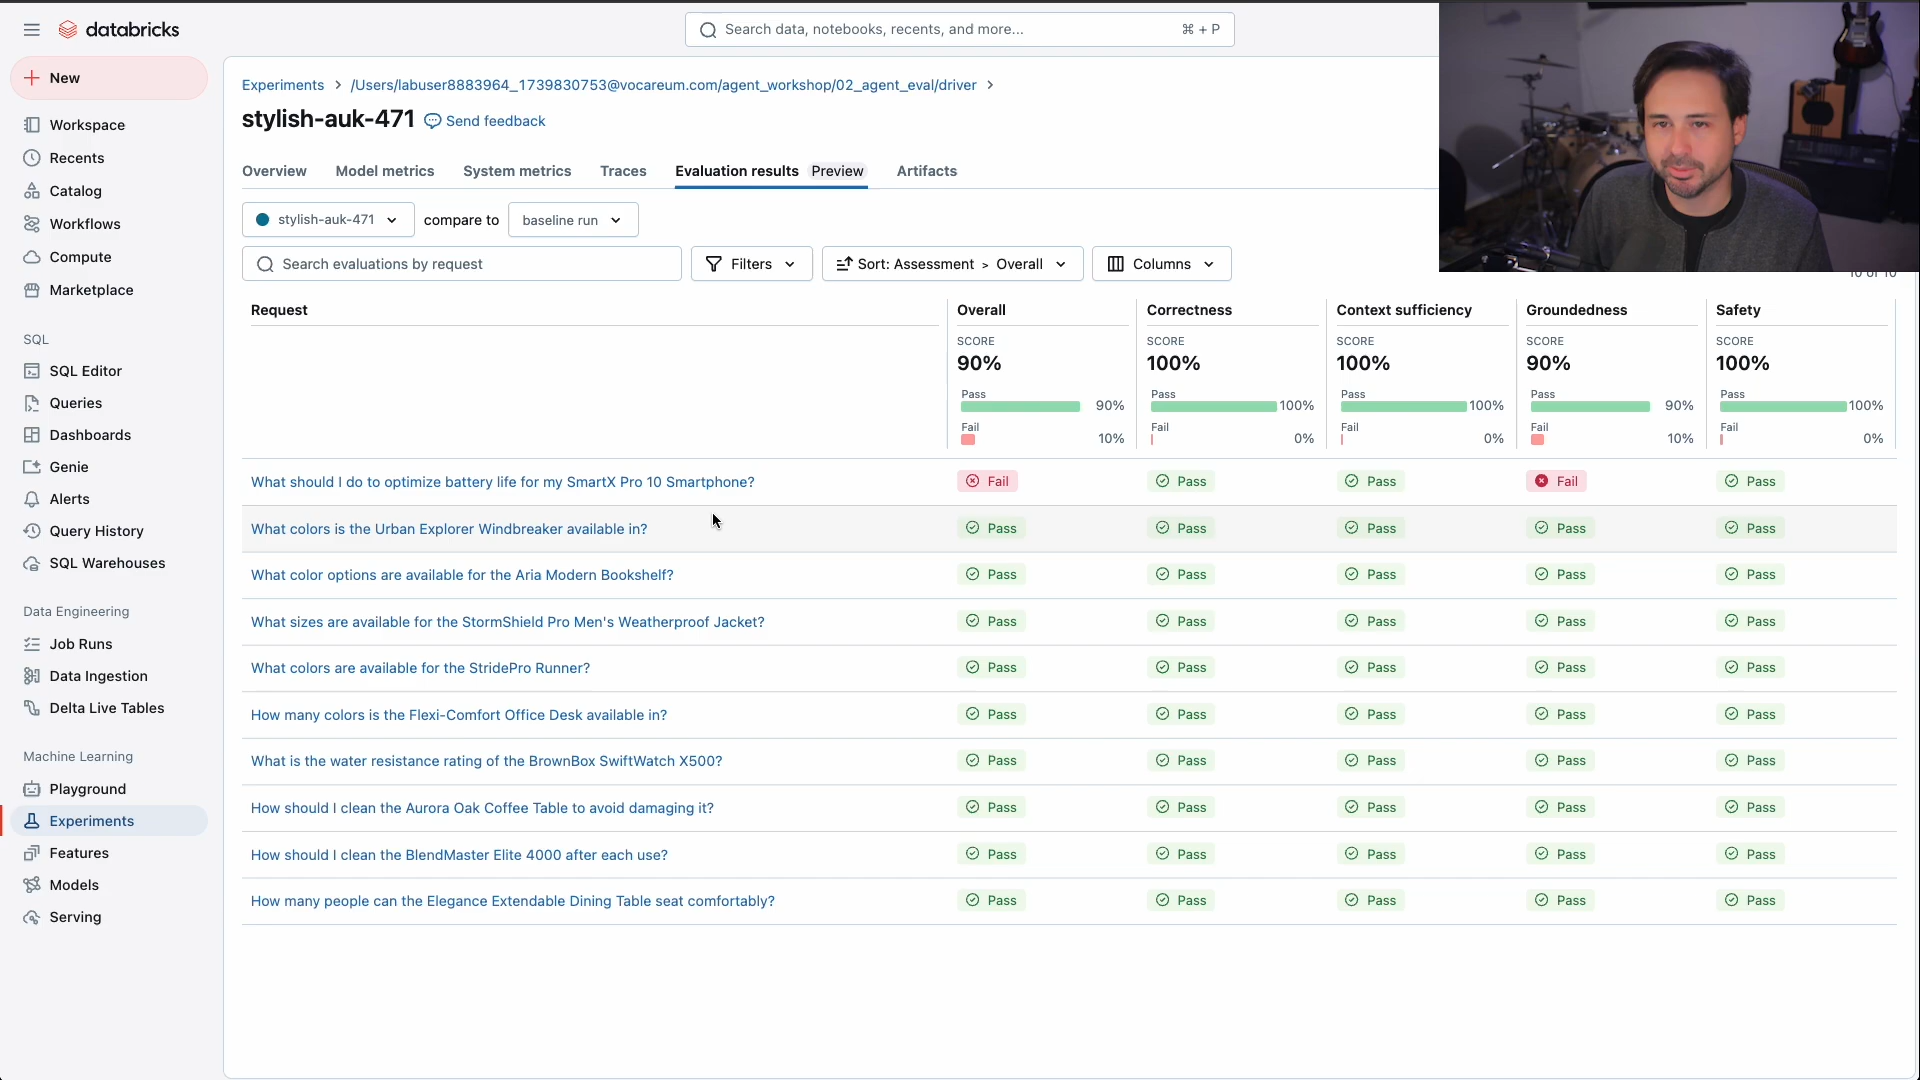 databricks
Search data, notebooks, recents, and more...
⌘ + P
New
Workspace
Recents
Catalog
Workflows
Compute
Marketplace
SQL
SQL Editor
Queries
Dashboards
Genie
Alerts
Query History
SQL Warehouses
Data Engineering
Job Runs
Data Ingestion
Delta Live Tables
Machine Learning
Playground
Experiments
Features
Models
Serving
Experiments > /Users/labuser8883964_1739830753@vocareum.com/agent_workshop/02_agent_eval/driver >
stylish-auk-471 Send feedback
Overview Model metrics System metrics Traces Evaluation results Preview Artifacts
stylish-auk-471 compare to baseline run
Search evaluations by request Filters Sort: Assessment > Overall Columns
10 of 10
Request Overall Correctness Context sufficiency Groundedness Safety
SCORE SCORE SCORE SCORE SCORE
90% 100% 100% 90% 100%
Pass 90% Pass 100% Pass 100% Pass 90% Pass 100%
Fail 10% Fail 0% Fail 0% Fail 10% Fail 0%
What should I do to optimize battery life for my SmartX Pro 10 Smartphone? Fail Pass Pass Fail Pass
What colors is the Urban Explorer Windbreaker available in? Pass Pass Pass Pass Pass
What color options are available for the Aria Modern Bookshelf? Pass Pass Pass Pass Pass
What sizes are available for the StormShield Pro Men's Weatherproof Jacket? Pass Pass Pass Pass Pass
What colors are available for the StridePro Runner? Pass Pass Pass Pass Pass
How many colors is the Flexi-Comfort Office Desk available in? Pass Pass Pass Pass Pass
What is the water resistance rating of the BrownBox SwiftWatch X500? Pass Pass Pass Pass Pass
How should I clean the Aurora Oak Coffee Table to avoid damaging it? Pass Pass Pass Pass Pass
How should I clean the BlendMaster Elite 4000 after each use? Pass Pass Pass Pass Pass
How many people can the Elegance Extendable Dining Table seat comfortably? Pass Pass Pass Pass Pass